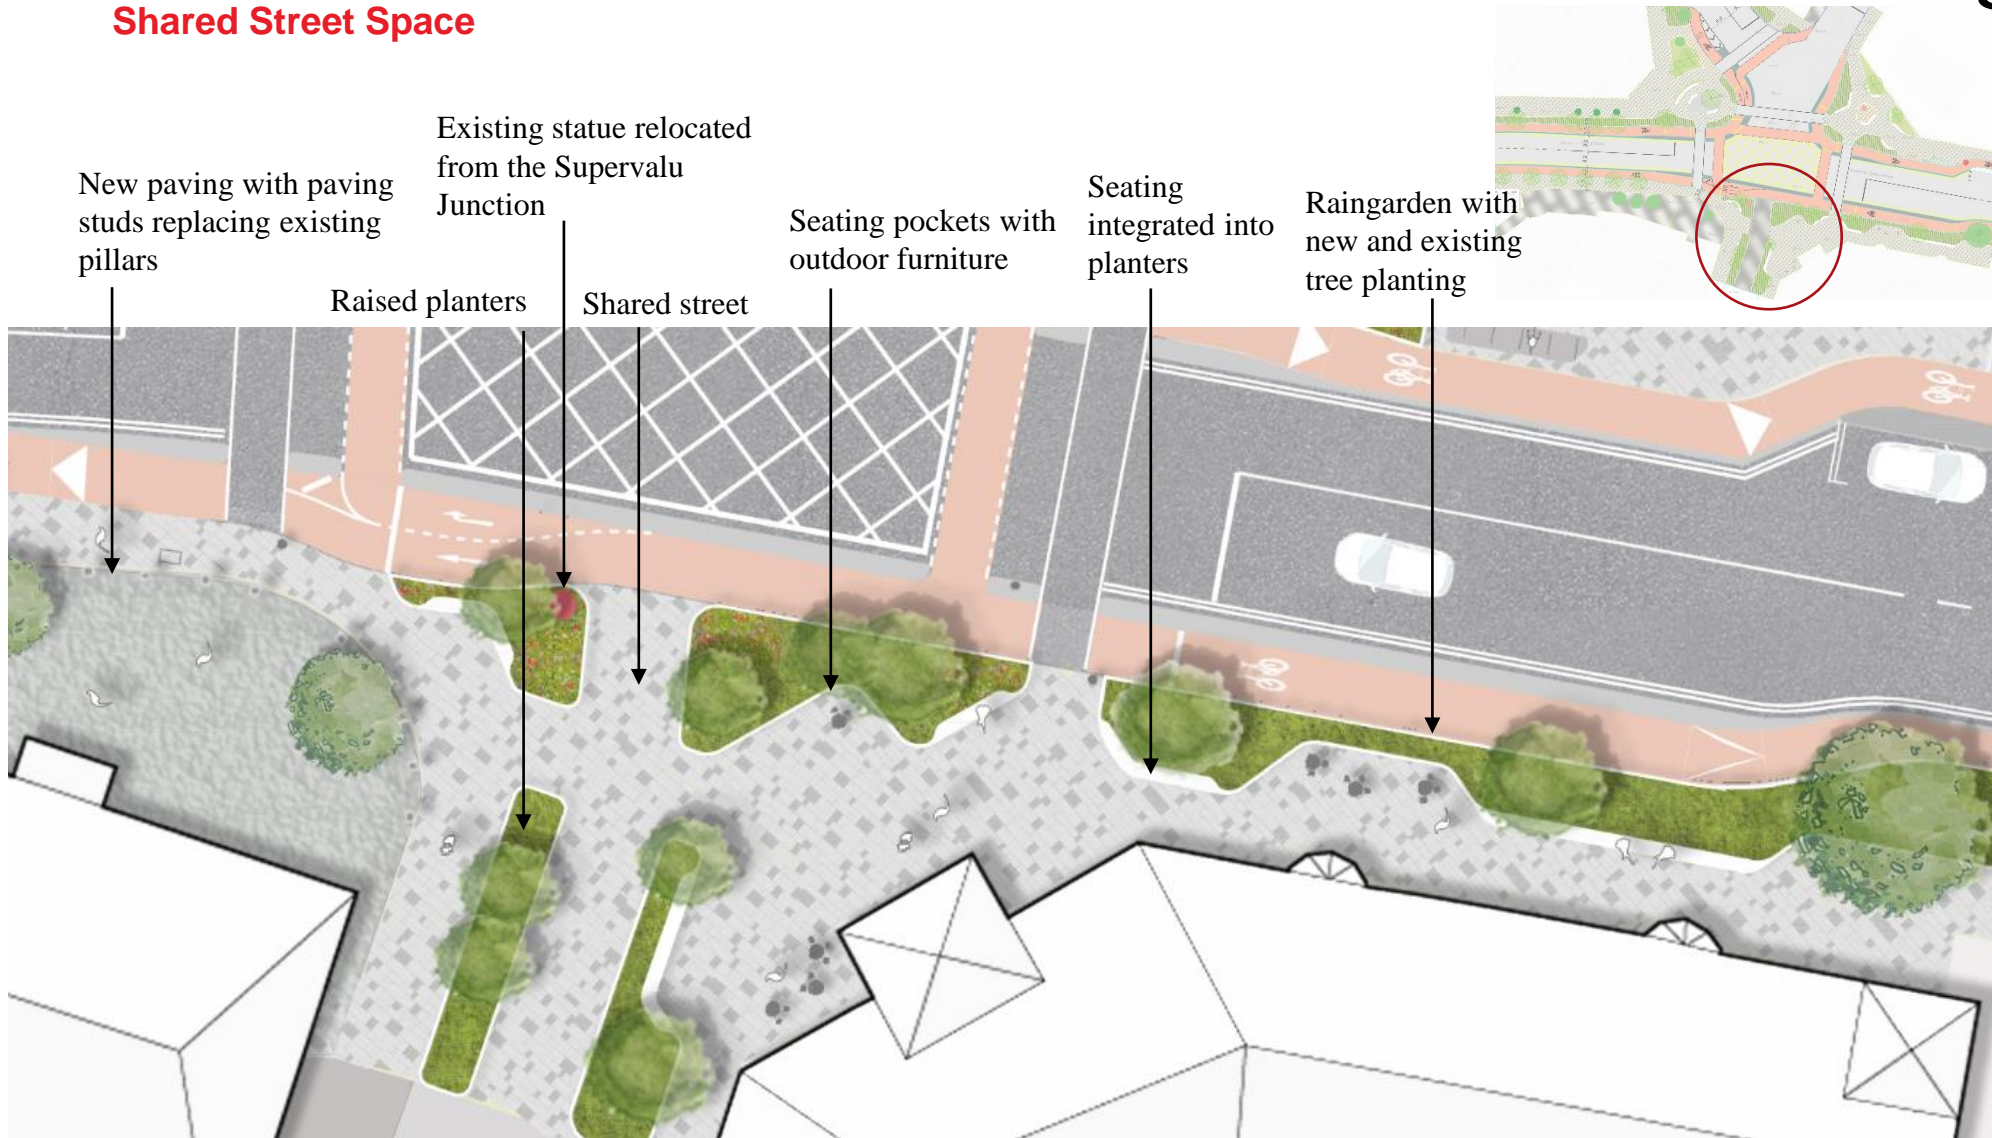 Shared Street Space
Existing statue relocated
from the Supervalu
Junction
New paving with paving
studs replacing existing
pillars
Raised planters
Shared street
Seating pockets with
outdoor furniture
Seating
integrated into
planters
Raingarden with
new and existing
tree planting